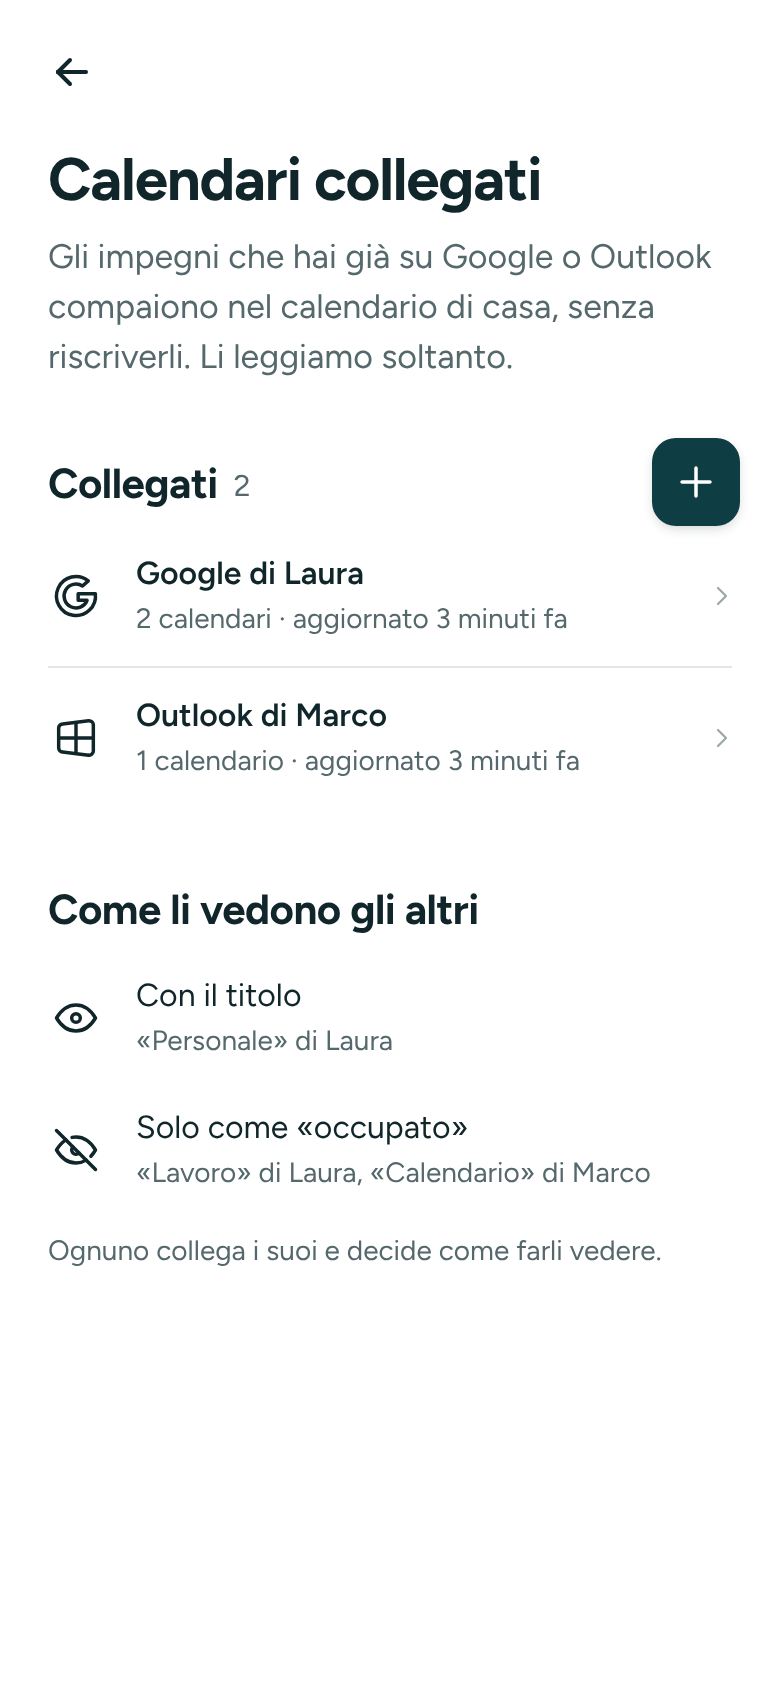 Calendari collegati
Gli impegni che hai già su Google o Outlook
compaiono nel calendario di casa, senza
riscriverli. Li leggiamo soltanto.
Collegati 2
Google di Laura
2 calendari · aggiornato 3 minuti fa
Outlook di Marco
1 calendario · aggiornato 3 minuti fa
Come li vedono gli altri
Con il titolo
«Personale» di Laura
Solo come «occupato»
«Lavoro» di Laura, «Calendario» di Marco
Ognuno collega i suoi e decide come farli vedere.